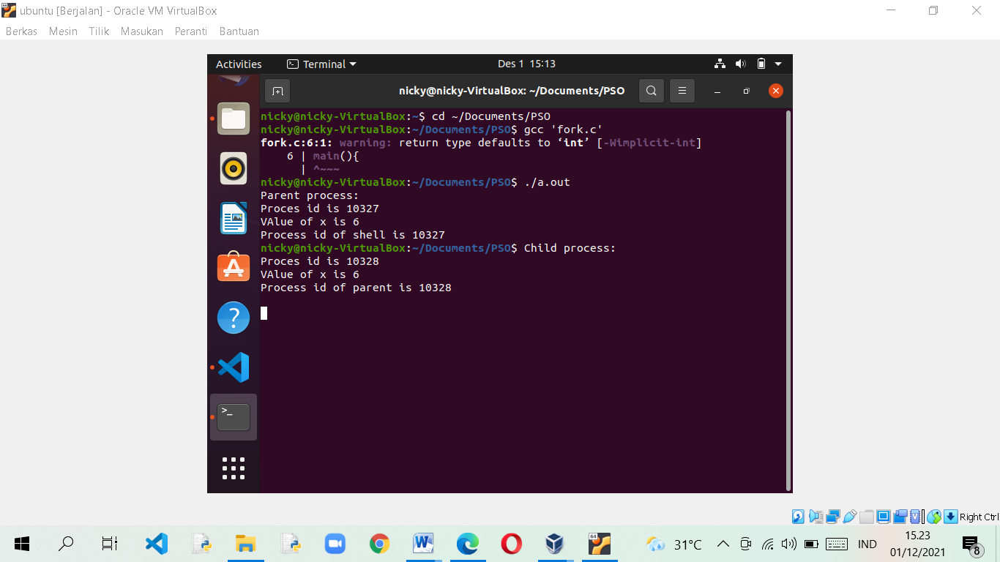 ubuntu [Berjalan] - Oracle VM VirtualBox
Berkas Mesin Tilik Masukan Peranti Bantuan
Activities Terminal Des 1 15:13
nicky@nicky-VirtualBox: ~/Documents/PSO
nicky@nicky-VirtualBox:~$ cd ~/Documents/PSO
nicky@nicky-VirtualBox:~/Documents/PSO$ gcc 'fork.c'
fork.c:6:1: warning: return type defaults to ‘int’ [-Wimplicit-int]
    6 | main(){
      | ^~~~
nicky@nicky-VirtualBox:~/Documents/PSO$ ./a.out
Parent process:
Proces id is 10327
VAlue of x is 6
Process id of shell is 10327
nicky@nicky-VirtualBox:~/Documents/PSO$ Child process:
Proces id is 10328
VAlue of x is 6
Process id of parent is 10328
Right Ctrl
31°C IND 15.23
01/12/2021
8